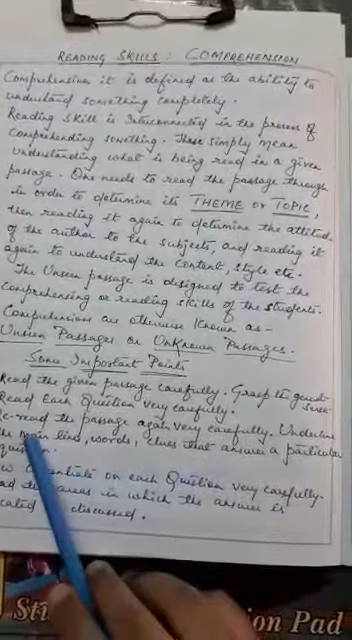 READING SKILLS : COMPREHENSION
Comprehension it is defined as the ability to
understand something completely.
Reading skill is Interconnected in the process of
Comprehending something. These simply mean
understanding what is being read in a given
passage. One needs to read the passage through
in order to determine its THEME or TOPIC,
then reading it again to determine the attitude
of the author to the subjects, and reading it
again to understand the content, style etc.
The Unseen passage is designed to test the
comprehending or reading skills of the students.
Comprehensions are otherwise known as -
Unseen Passages or UnKnown Passages.
Some Important Points
Read the given passage carefully. Grasp the
Read Each Question very carefully.
Re-read the passage again very carefully. Underline
the main line, words, clues that answer a particular
question.
on each Question very carefully.
the areas in which the answer is
discussed.
ion Pad